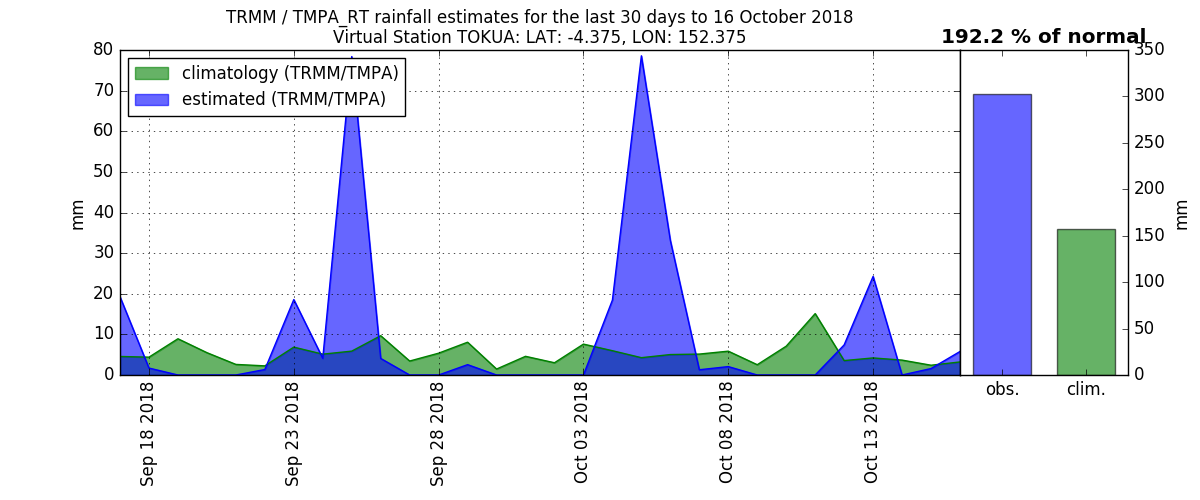 TRMM / TMPA_RT rainfall estimates for the last 30 days to 16 October 2018
Virtual Station TOKUA: LAT: -4.375, LON: 152.375
192.2 % of normal
climatology (TRMM/TMPA)
estimated (TRMM/TMPA)
mm
80
70
60
50
40
30
20
10
0
Sep 18 2018
Sep 23 2018
Sep 28 2018
Oct 03 2018
Oct 08 2018
Oct 13 2018
350
300
250
200
150
100
50
0
mm
obs.
clim.